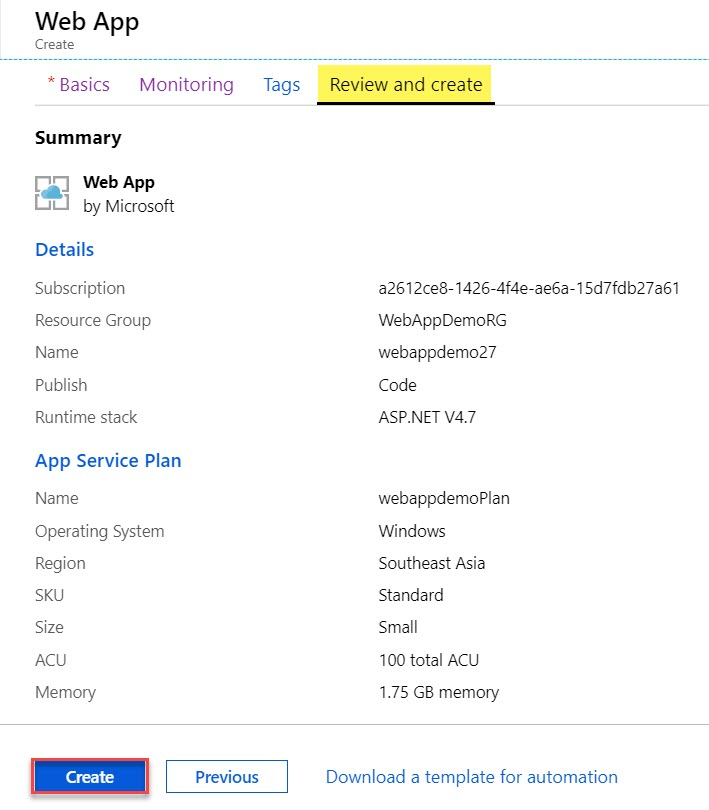 Web App
Create
* Basics Monitoring Tags Review and create
Summary
Web App
by Microsoft
Details
Subscription a2612ce8-1426-4f4e-ae6a-15d7fdb27a61
Resource Group WebAppDemoRG
Name webappdemo27
Publish Code
Runtime stack ASP.NET V4.7
App Service Plan
Name webappdemoPlan
Operating System Windows
Region Southeast Asia
SKU Standard
Size Small
ACU 100 total ACU
Memory 1.75 GB memory
Create Previous Download a template for automation